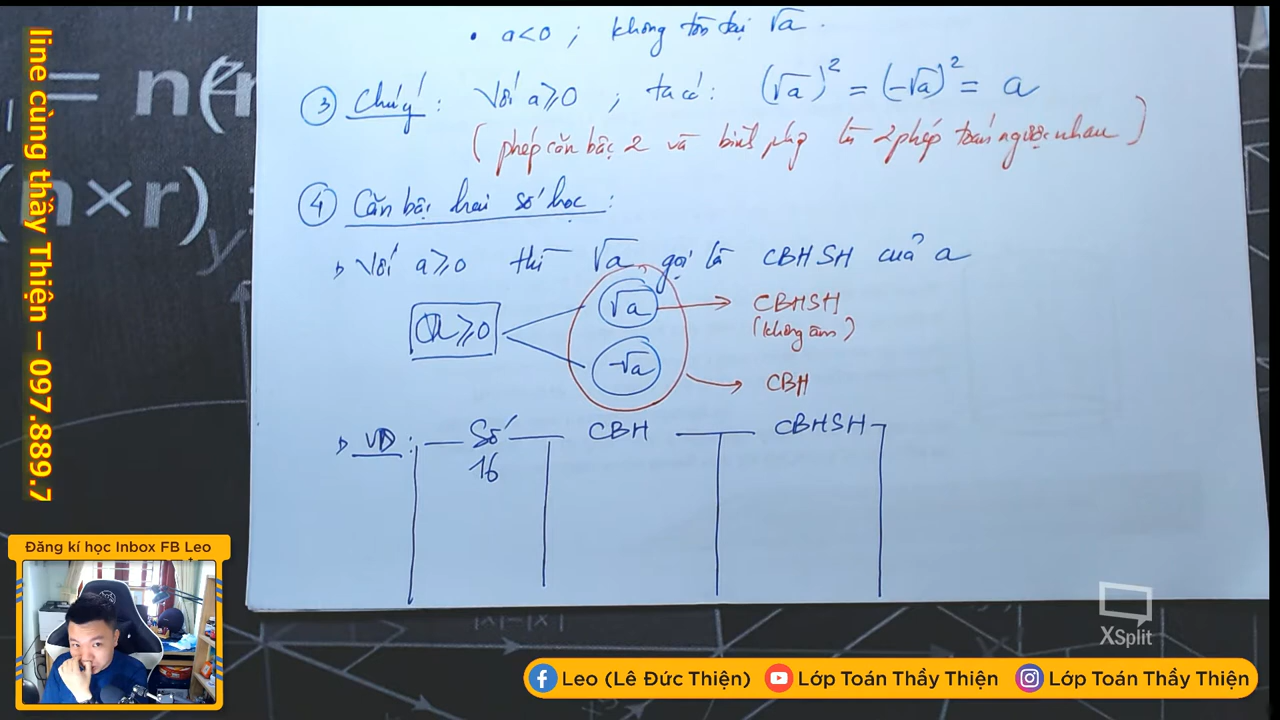 • a<0 ; không tồn tại √a.
③ Chú ý: Với a≥0 ; ta có: (√a)² = (-√a)² = a
(phép căn bậc 2 và bình phg là 2 phép toán ngược nhau)
④ Căn bậc hai số học:
Với a≥0 thì √a gọi là CBHSH của a
a≥0
√a
CBHSH
(không âm)
-√a
CBH
VD: Số CBH CBHSH
16
line cùng thầy Thiện – 097.889.7
Đăng kí học Inbox FB Leo
XSplit
Leo (Lê Đức Thiện) Lớp Toán Thầy Thiện Lớp Toán Thầy Thiện
= n(r
(n×r) =
y
|x|-|x|